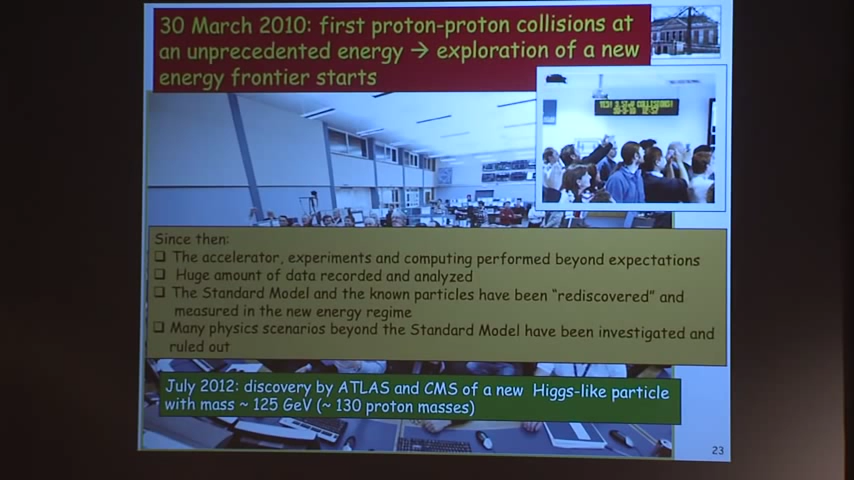 30 March 2010: first proton-proton collisions at
an unprecedented energy → exploration of a new
energy frontier starts
YES! 3.5TeV COLLISIONS!
Since then:
❑ The accelerator, experiments and computing performed beyond expectations
❑ Huge amount of data recorded and analyzed
❑ The Standard Model and the known particles have been “rediscovered” and
measured in the new energy regime
❑ Many physics scenarios beyond the Standard Model have been investigated and
ruled out
July 2012: discovery by ATLAS and CMS of a new Higgs-like particle
with mass ~ 125 GeV (~ 130 proton masses)
23